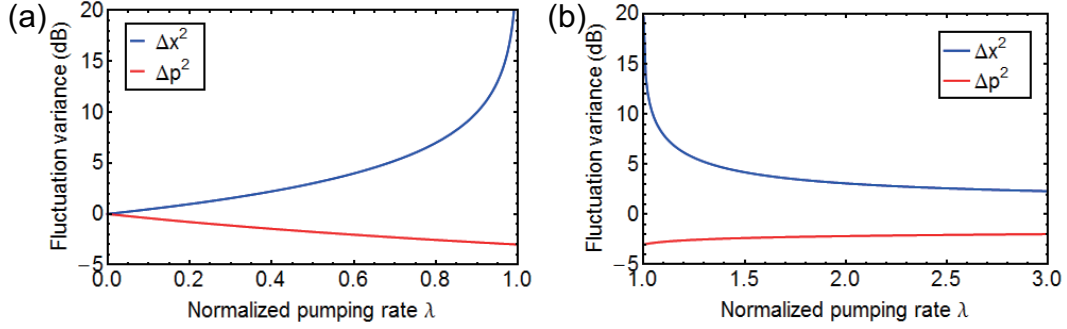 (a)
Fluctuation variance (dB)
20
15
10
5
0
−5
Δx²
Δp²
0.0 0.2 0.4 0.6 0.8 1.0
Normalized pumping rate λ
(b)
Fluctuation variance (dB)
20
15
10
5
0
−5
Δx²
Δp²
1.0 1.5 2.0 2.5 3.0
Normalized pumping rate λ